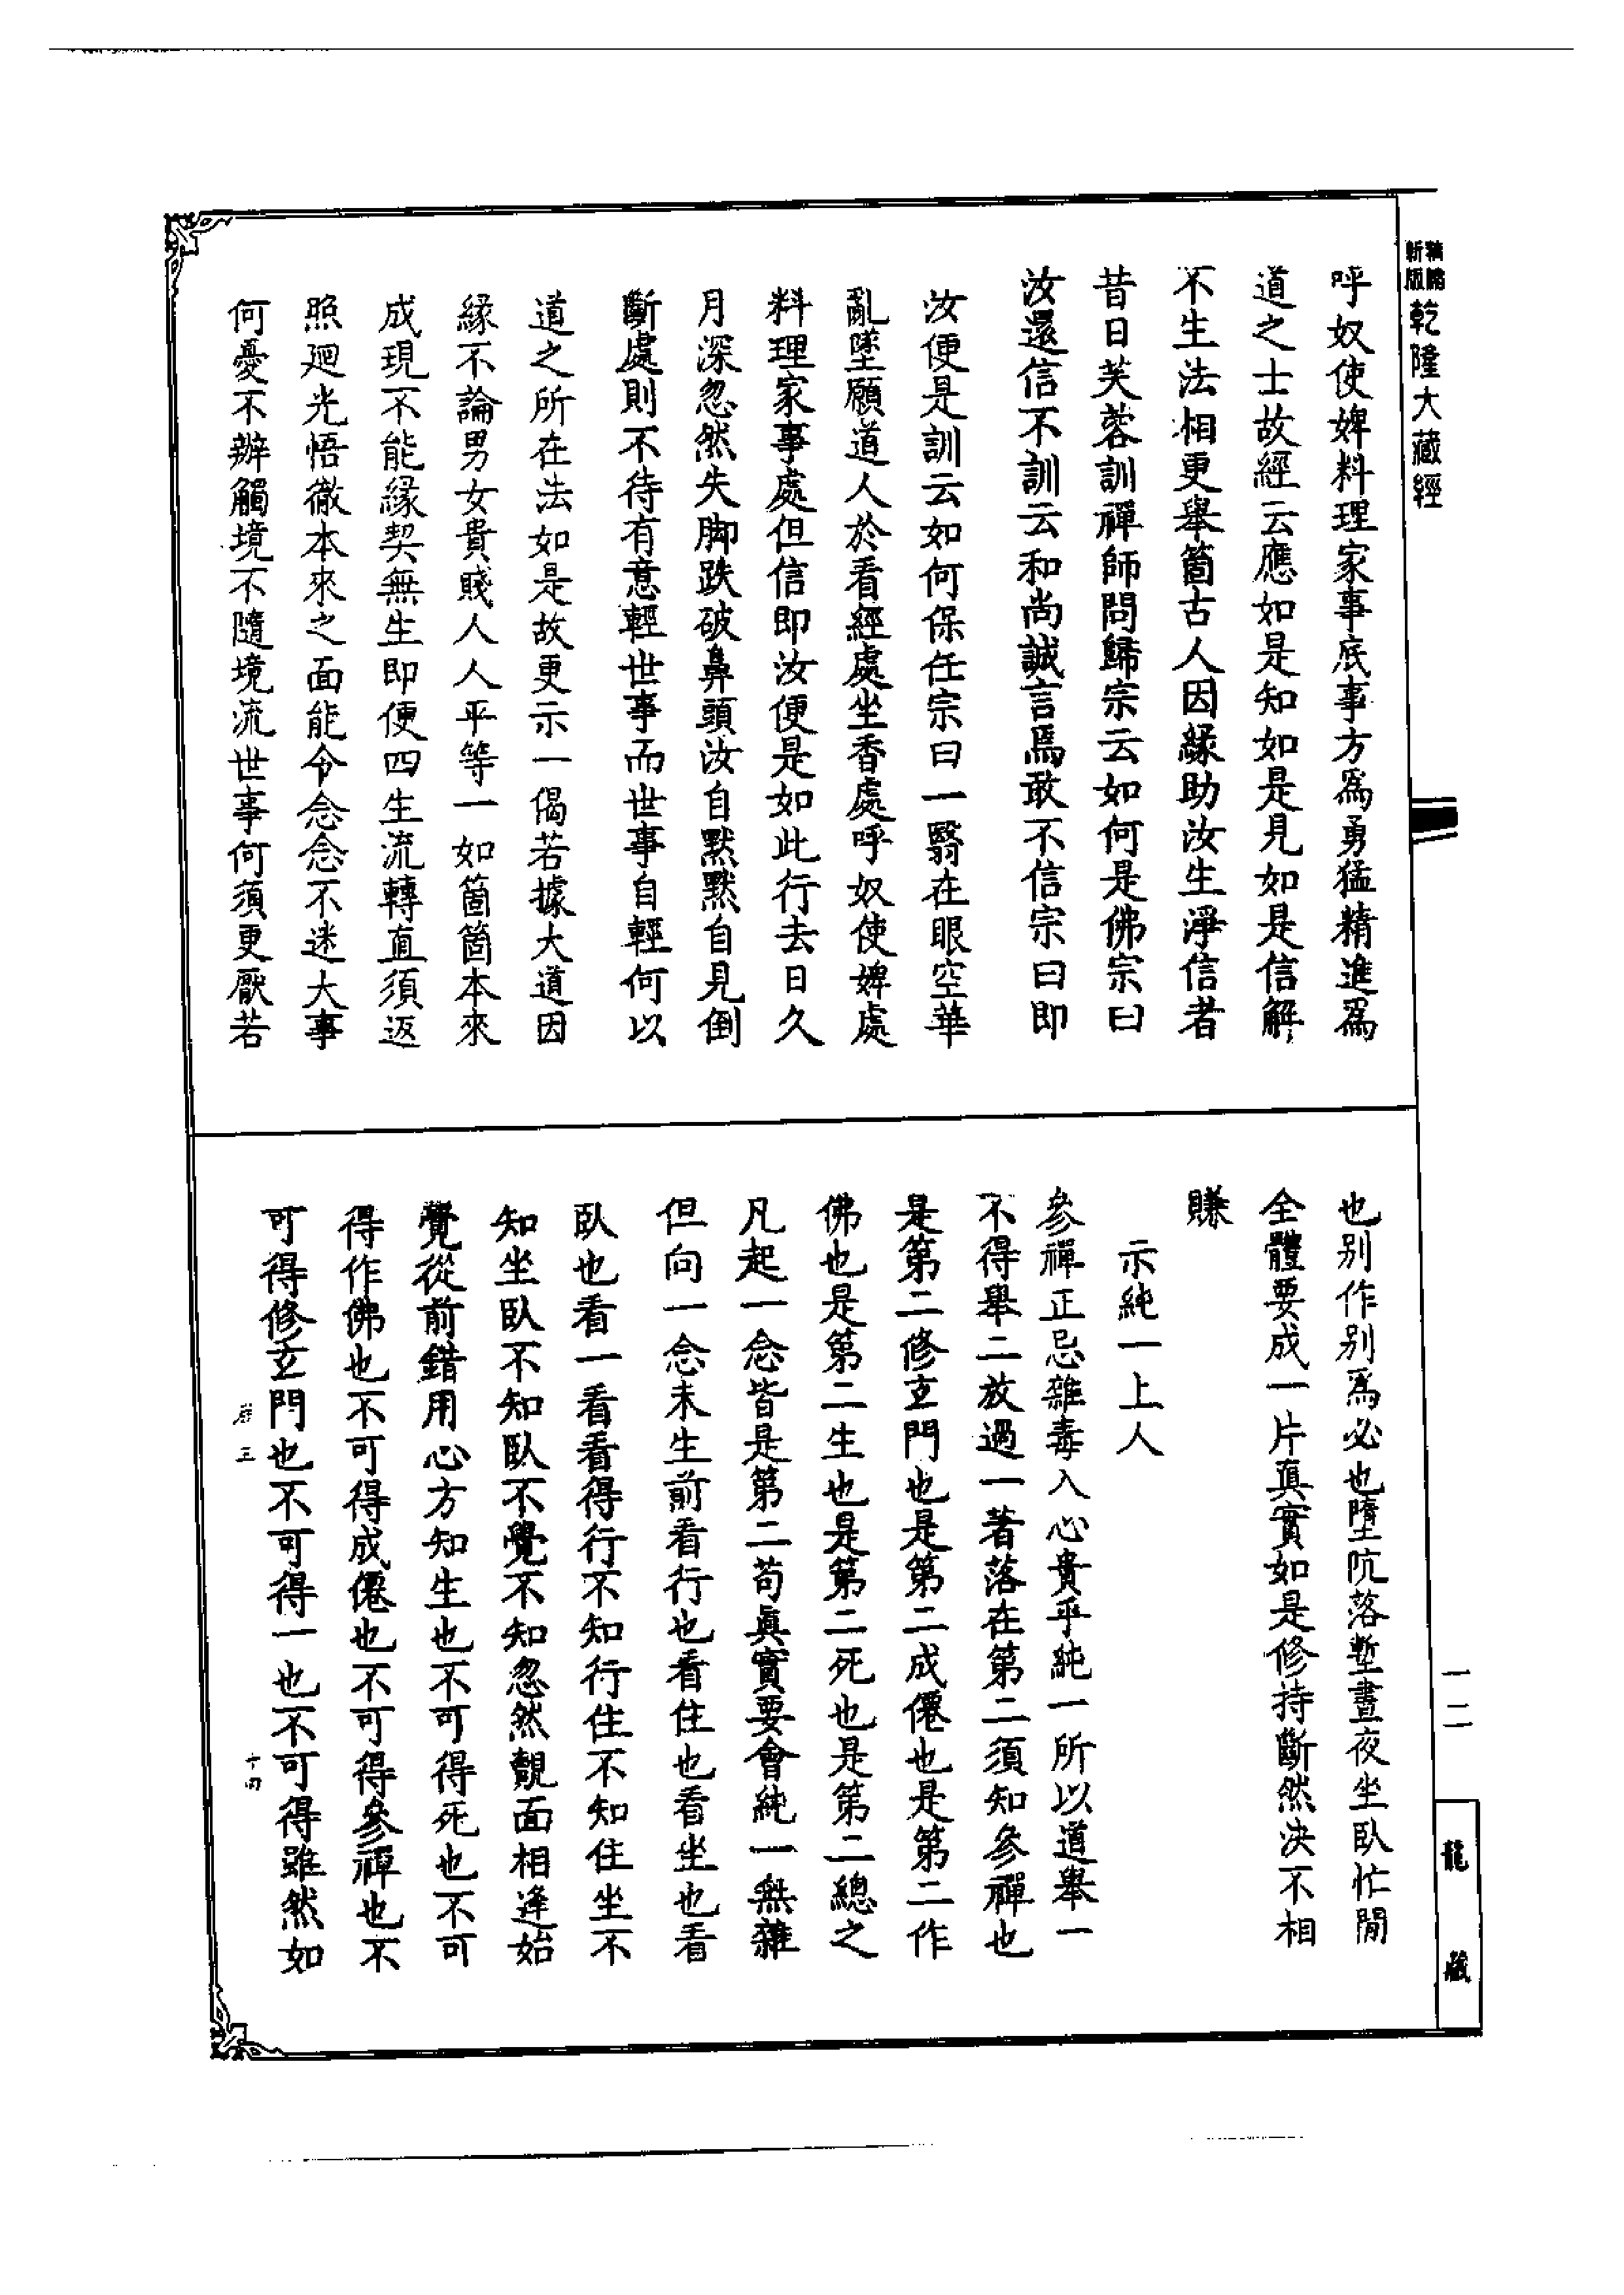 新版精縮
乾隆大藏經
呼奴使婢料理家事底事方爲勇猛精進爲
道之士故經云應如是知如是見如是信解
不生法相更舉箇古人因緣助汝生淨信者
昔日芙蓉訓禪師問歸宗云如何是佛宗曰
汝還信不訓云和尚誠言焉敢不信宗曰即
汝便是訓云如何保任宗曰一翳在眼空華
亂墜願道人於看經處坐香處呼奴使婢處
料理家事處但信即汝便是如此行去日久
月深忽然失脚跌破鼻頭汝自默默自見倒
斷處則不待有意輕世事而世事自輕何以
道之所在法如是故更示一偈若據大道因
緣不論男女貴賤人人平等一如箇箇本來
成現不能緣契無生即便四生流轉直須返
照廻光悟徹本來之面能令念念不迷大事
何憂不辦觸境不隨境流世事何須更厭若
也别作别爲必也墮坑落塹晝夜坐臥忙閒
全體要成一片真實如是修持斷然决不相
賺
示純一上人
參禪正忌雜毒入心貴乎純一所以道舉一
不得舉二放過一著落在第二須知參禪也
是第二修玄門也是第二成僊也是第二作
佛也是第二生也是第二死也是第二總之
凡起一念皆是第二苟眞實要會純一無雜
但向一念未生前看行也看住也看坐也看
臥也看一看看得行不知行住不知住坐不
知坐臥不知臥不覺不知忽然覿面相逢始
覺從前錯用心方知生也不可得死也不可
得作佛也不可得成僊也不可得參禪也不
可得修玄門也不可得一也不可得雖然如
三
十四
一一二
龍藏